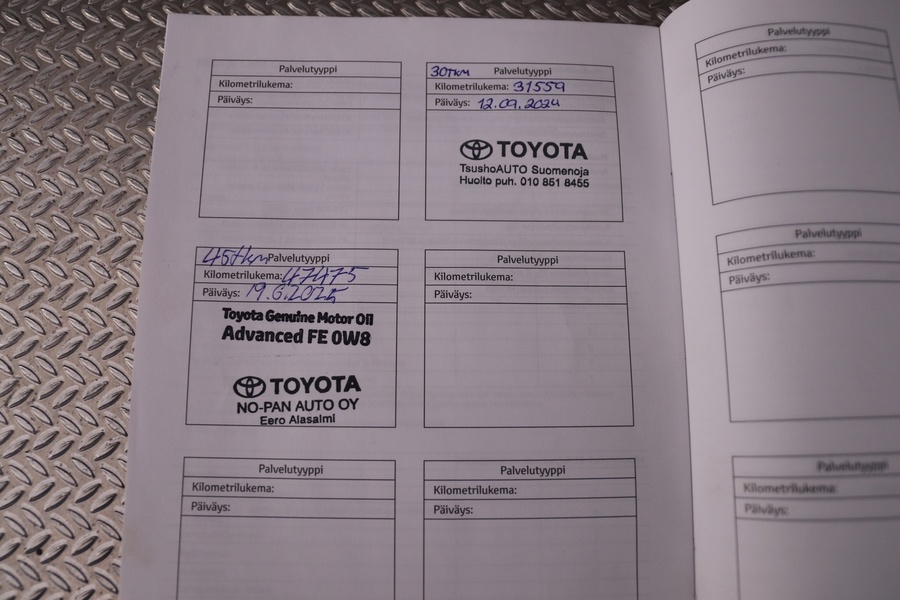 Palvelutyyppi
Kilometrilukema:
Päiväys:
30Tkm Palvelutyyppi
Kilometrilukema: 31559
Päiväys: 12.09.2024
TOYOTA
TsushoAUTO Suomenoja
Huolto puh. 010 851 8455
45tkm Palvelutyyppi
Kilometrilukema: 47475
Päiväys: 19.6.2025
Toyota Genuine Motor Oil
Advanced FE 0W8
TOYOTA
NO-PAN AUTO OY
Eero Alasalmi
Palvelutyyppi
Kilometrilukema:
Päiväys:
Palvelutyyppi
Kilometrilukema:
Päiväys:
Palvelutyyppi
Kilometrilukema:
Päiväys:
Palvelutyyppi
Kilometrilukema:
Päiväys:
Palvelutyyppi
Kilometrilukema:
Päiväys:
Palvelutyyppi
Kilometrilukema:
Päiväys: